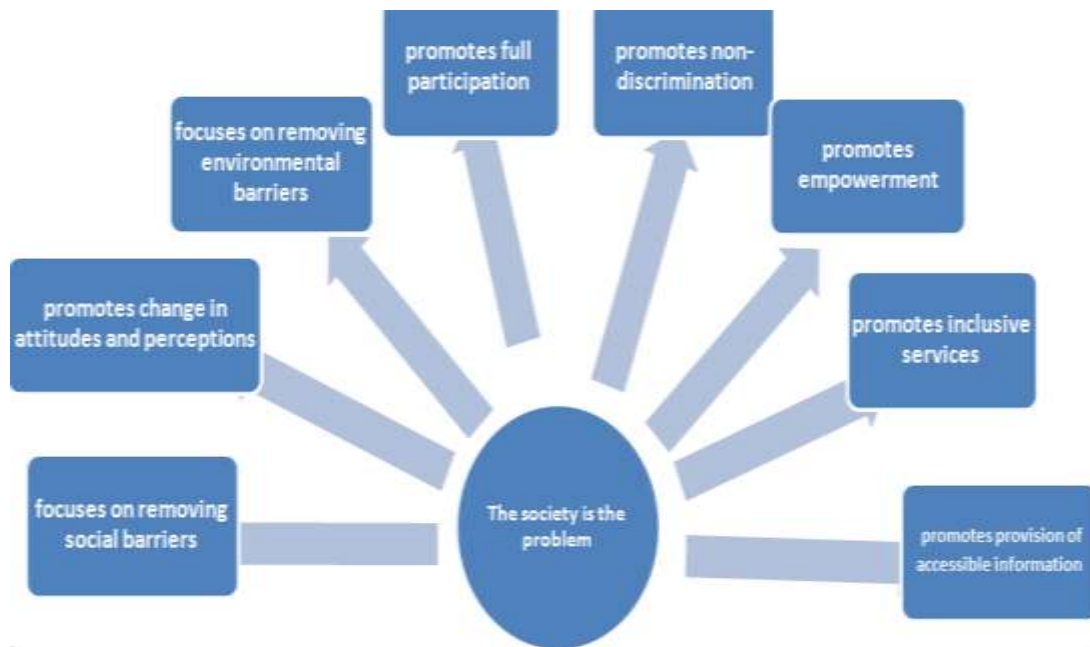 promotes full
participation
promotes non-
discrimination
focuses on removing
environmental
barriers
promotes
empowerment
promotes change in
attitudes and perceptions
promotes inclusive
services
focuses on removing
social barriers
The society is the
problem
promotes provision of
accessible information